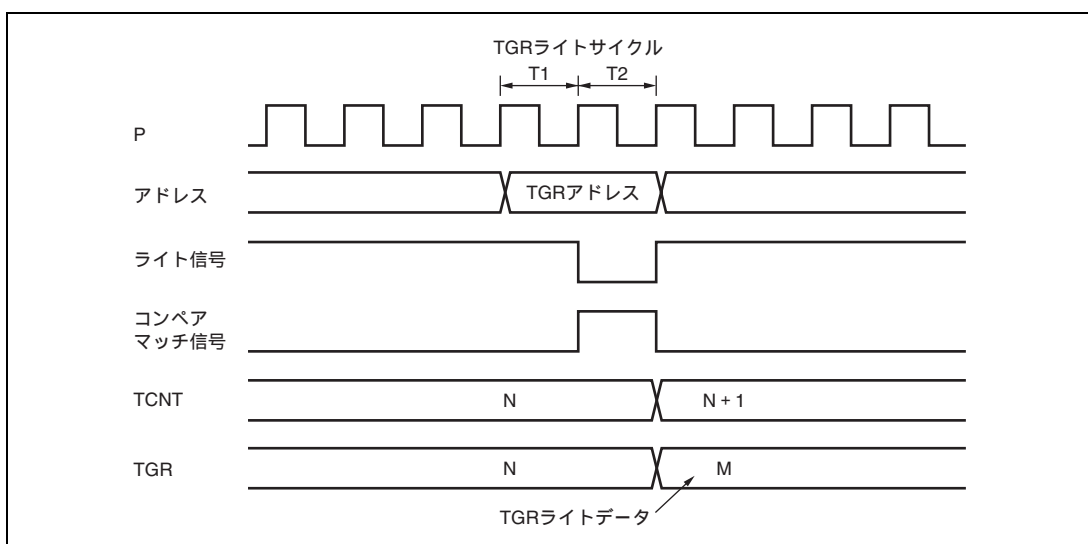 TGRライトサイクル
T1
T2
P
アドレス
TGRアドレス
ライト信号
コンペア
マッチ信号
TCNT
N
N + 1
TGR
N
M
TGRライトデータ